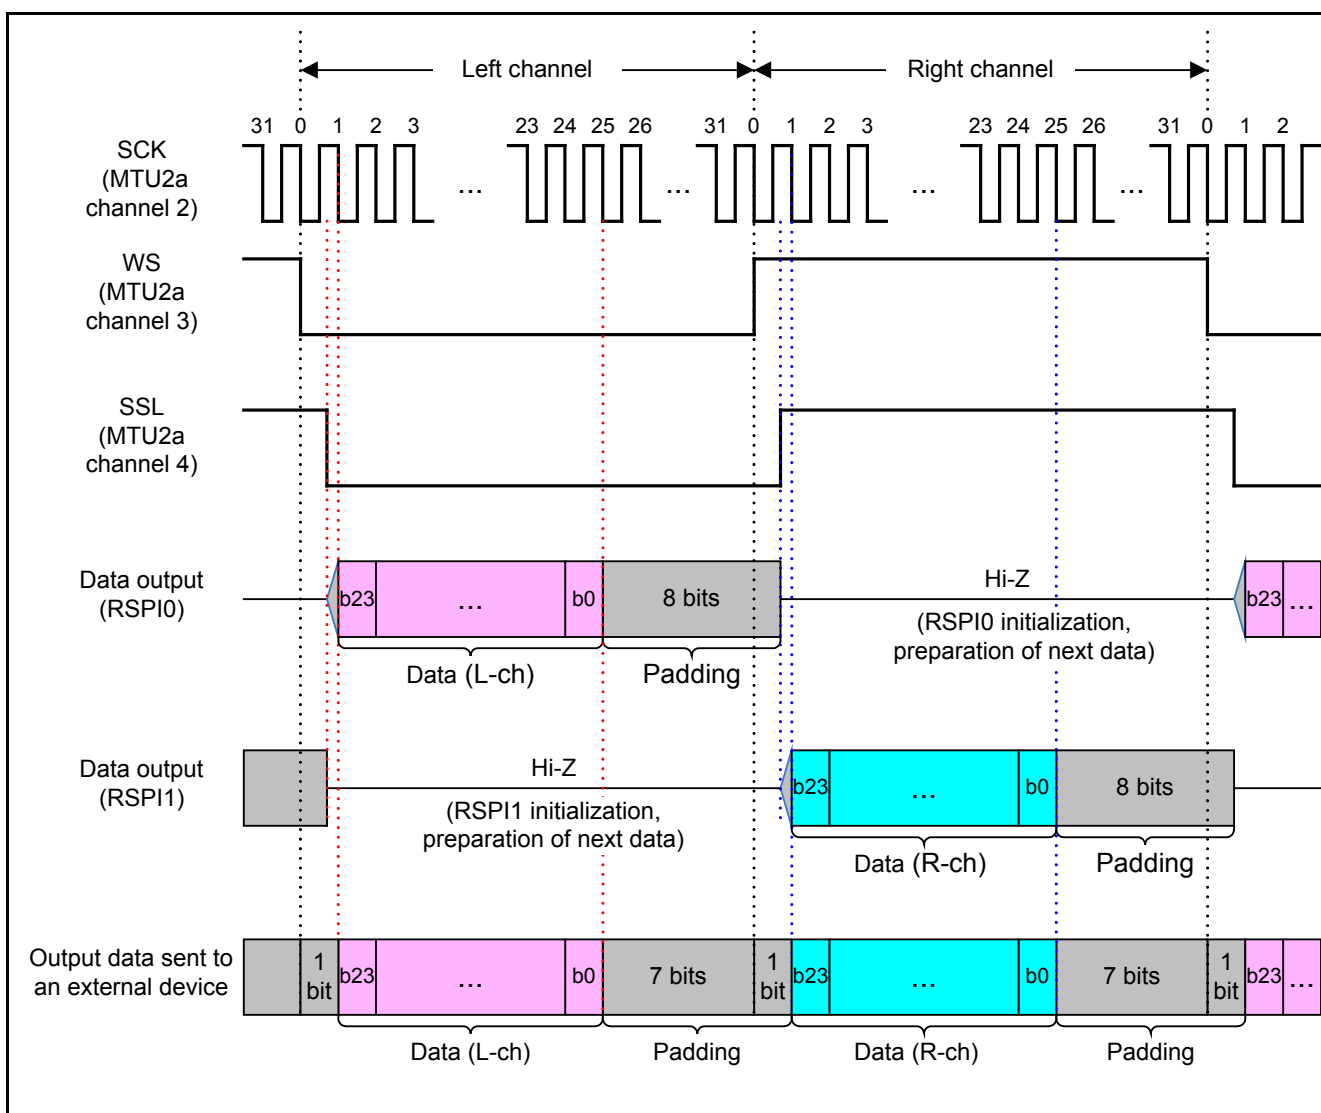 Left channel
Right channel
31 0 1 2 3 23 24 25 26 31 0 1 2 3 23 24 25 26 31 0 1 2
SCK
(MTU2a
channel 2)
... ... ... ...
WS
(MTU2a
channel 3)
SSL
(MTU2a
channel 4)
Data output
(RSPI0)
b23 ... b0 8 bits
Hi-Z
(RSPI0 initialization,
preparation of next data)
b23 ...
Data (L-ch) Padding
Data output
(RSPI1)
Hi-Z
(RSPI1 initialization,
preparation of next data)
b23 ... b0 8 bits
Data (R-ch) Padding
Output data sent to
an external device
1
bit
b23 ... b0 7 bits
1
bit
b23 ... b0 7 bits
1
bit
b23 ...
Data (L-ch) Padding Data (R-ch) Padding